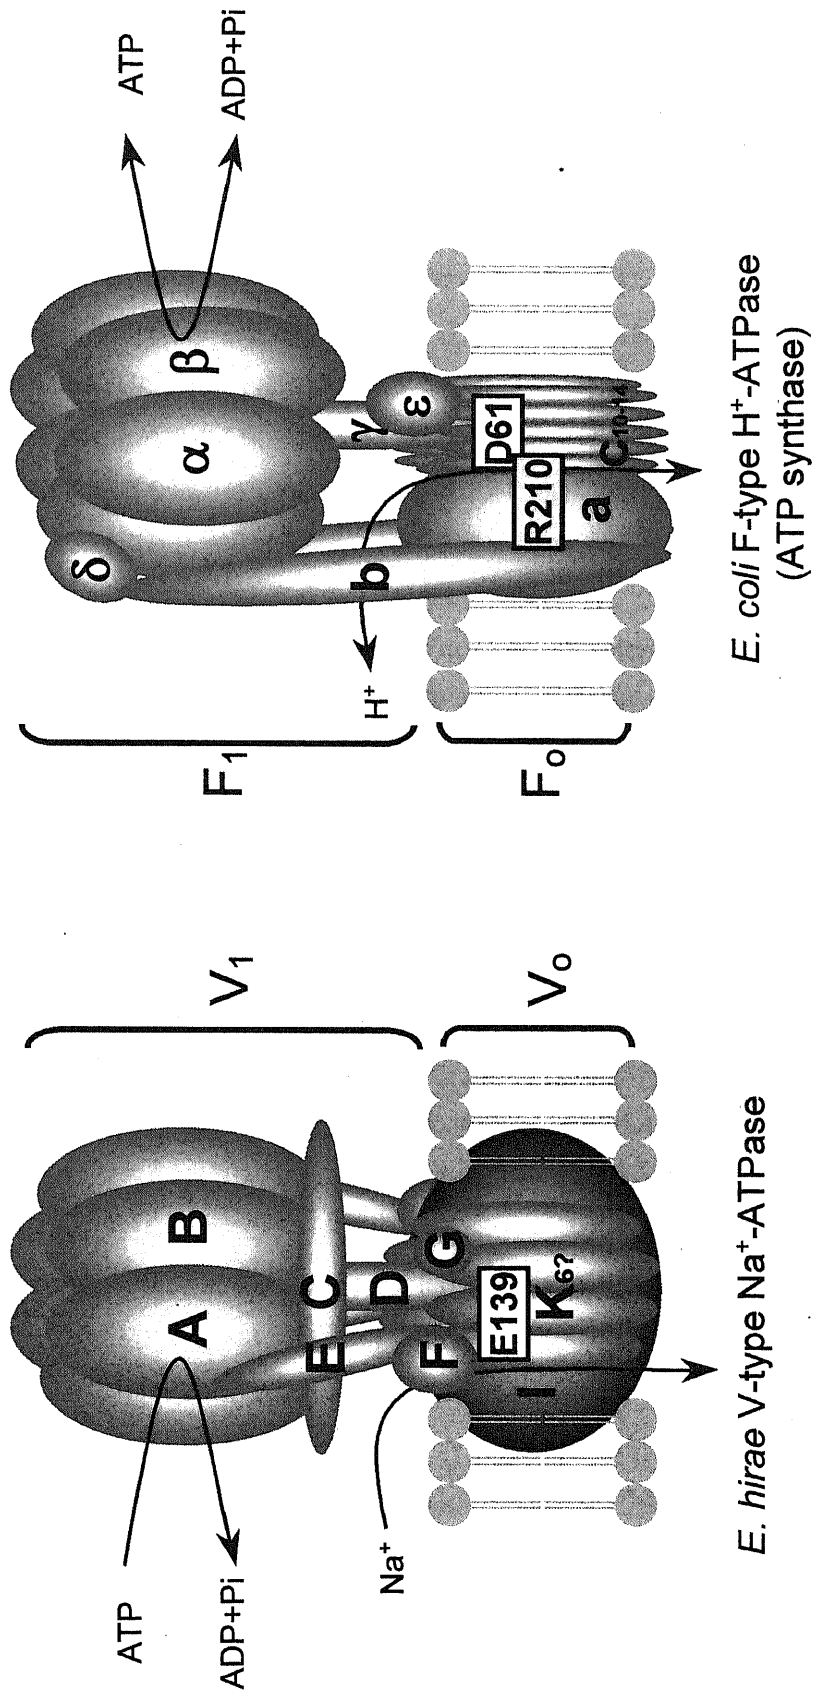 ATP
ADP+Pi
A
B
C
E
D
F
G
E139
K6?
I
Na⁺
V₁
Vₒ
E. hirae V-type Na⁺-ATPase
ATP
ADP+Pi
δ
α
β
γ
ε
b
H⁺
D61
R210
a
C₁₀₋₁₄
F₁
Fₒ
E. coli F-type H⁺-ATPase
(ATP synthase)